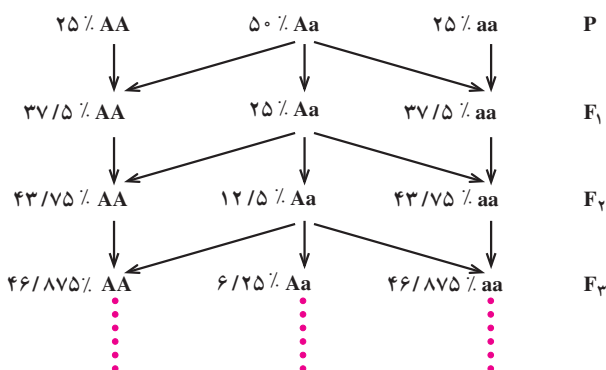 ۲۵٪ AA ۵۰٪ Aa ۲۵٪ aa P
۳۷/۵٪ AA ۲۵٪ Aa ۳۷/۵٪ aa F۱
۴۳/۷۵٪ AA ۱۲/۵٪ Aa ۴۳/۷۵٪ aa F۲
۴۶/۸۷۵٪ AA ۶/۲۵٪ Aa ۴۶/۸۷۵٪ aa F۳